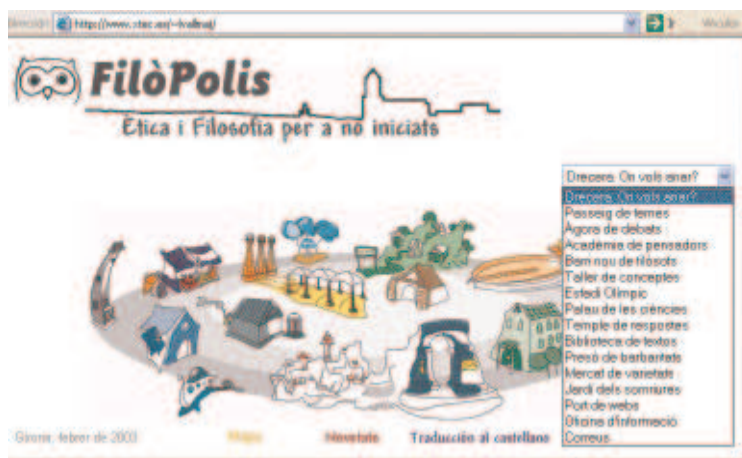 Dirección
FilòPolis
Ètica i Filosofia per a no iniciats
Drecera: On vols anar?
Drecera: On vols anar?
Passeig de temes
Àgora de debats
Acadèmia de pensadors
Barri nou de filòsofs
Taller de conceptes
Estadi Olímpic
Palau de les ciències
Temple de respostes
Biblioteca de textos
Presó de barbaritats
Mercat de varietats
Jardí dels somriures
Port de webs
Oficina d'informació
Correus
Girona, febrer de 2003 Mapa Novetats Traducción al castellano